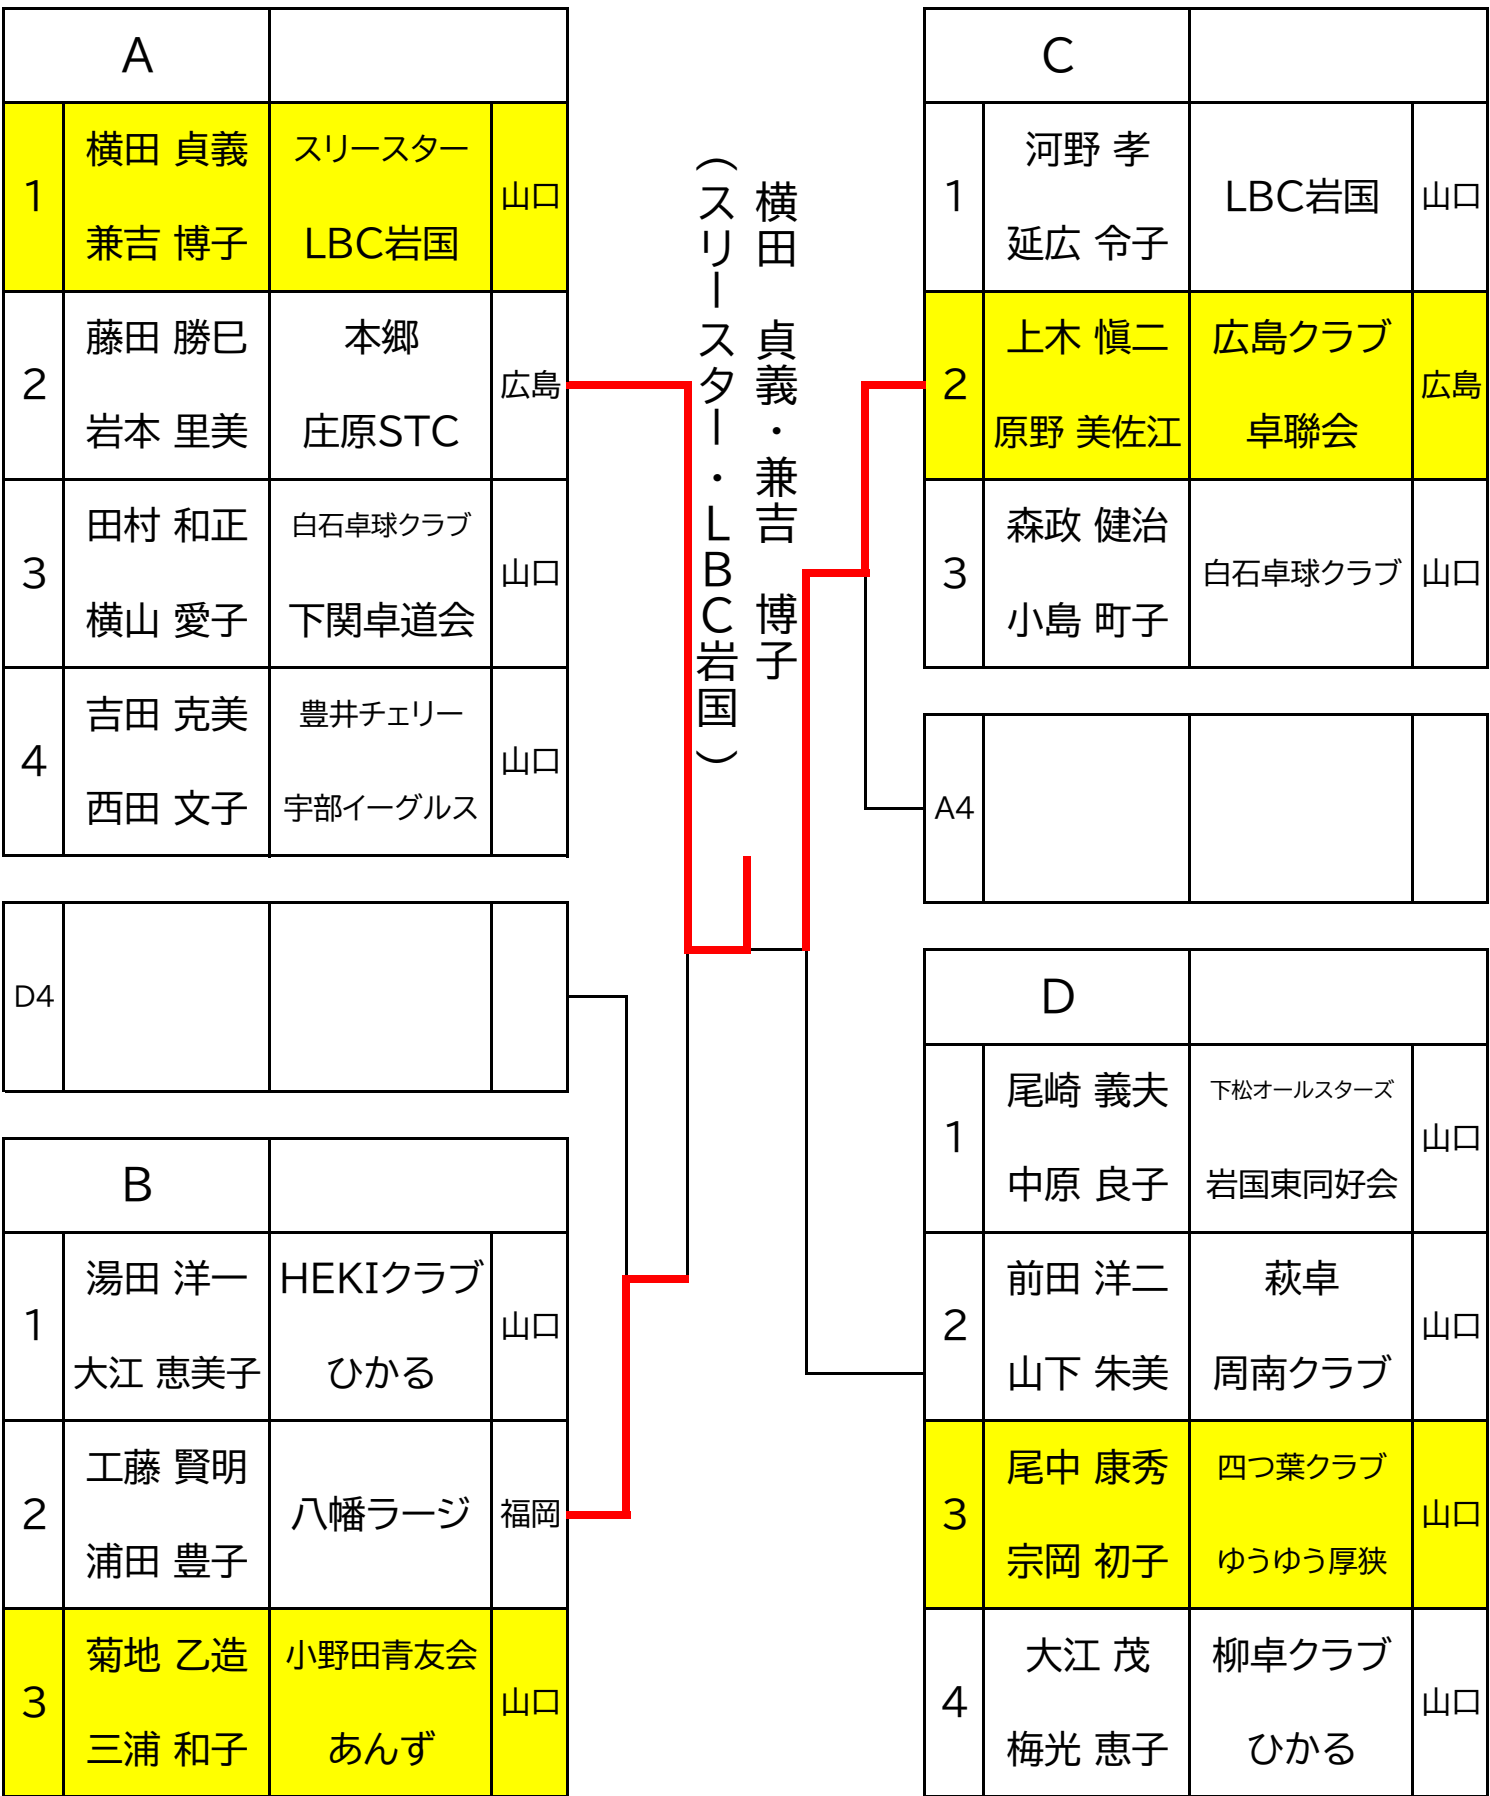 A
1
横田 貞義
スリースター
山口
兼吉 博子
LBC岩国
2
藤田 勝巳
本郷
広島
岩本 里美
庄原STC
3
田村 和正
白石卓球クラブ
山口
横山 愛子
下関卓道会
4
吉田 克美
豊井チェリー
山口
西田 文子
宇部イーグルス
D4
B
1
湯田 洋一
HEKIクラブ
山口
大江 恵美子
ひかる
2
工藤 賢明
八幡ラージ
福岡
浦田 豊子
3
菊地 乙造
小野田青友会
山口
三浦 和子
あんず
横田 貞義・兼吉 博子
(スリースター・LBC岩国)
C
1
河野 孝
LBC岩国
山口
延広 令子
2
上木 愼二
広島クラブ
広島
原野 美佐江
卓聯会
3
森政 健治
白石卓球クラブ
山口
小島 町子
A4
D
1
尾崎 義夫
下松オールスターズ
山口
中原 良子
岩国東同好会
2
前田 洋二
萩卓
山口
山下 朱美
周南クラブ
3
尾中 康秀
四つ葉クラブ
山口
宗岡 初子
ゆうゆう厚狭
4
大江 茂
柳卓クラブ
山口
梅光 恵子
ひかる